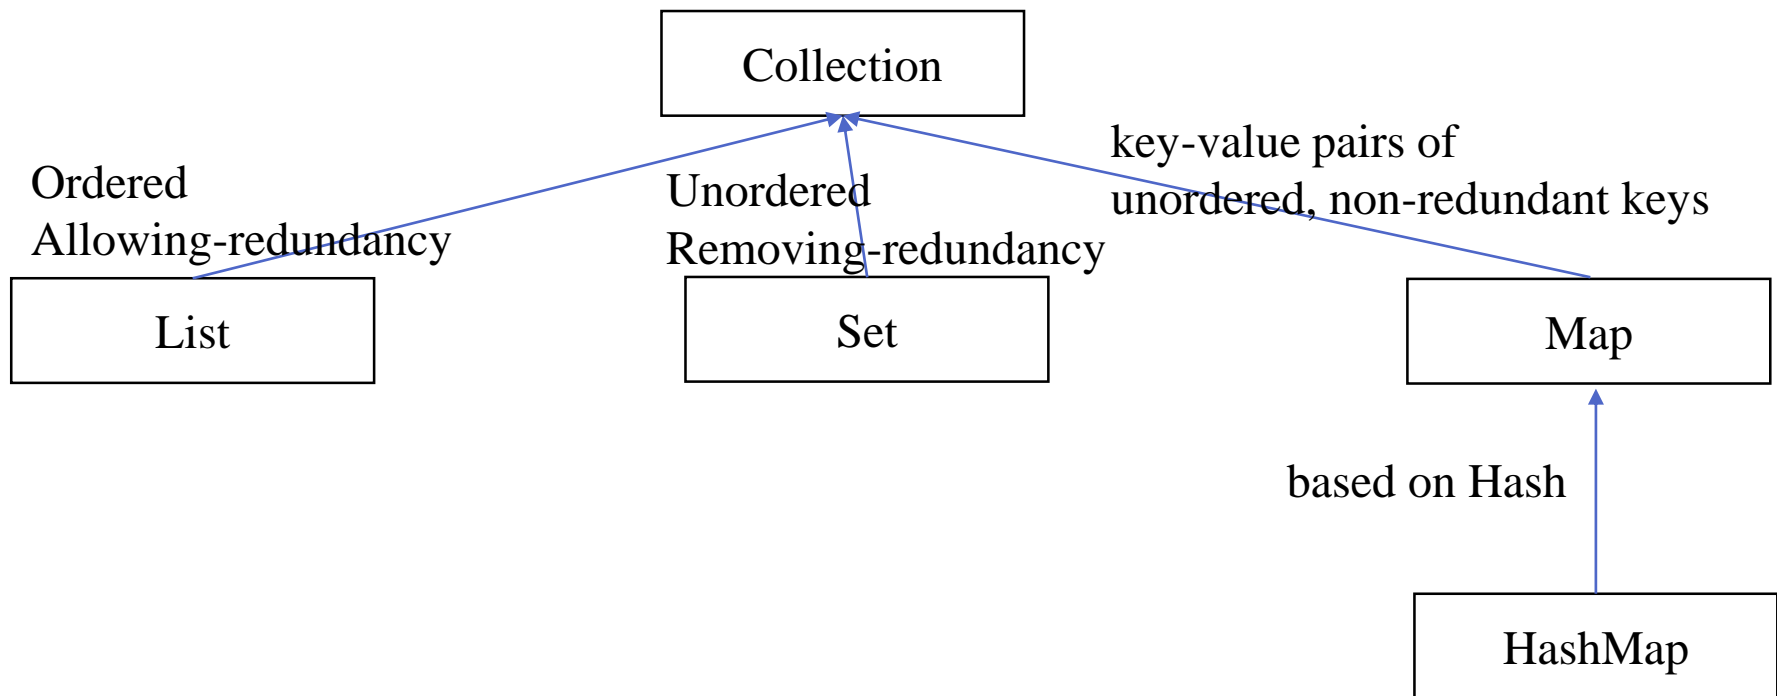 Collection
key-value pairs of
unordered, non-redundant keys
Ordered
Allowing-redundancy
Unordered
Removing-redundancy
List
Set
Map
based on Hash
HashMap